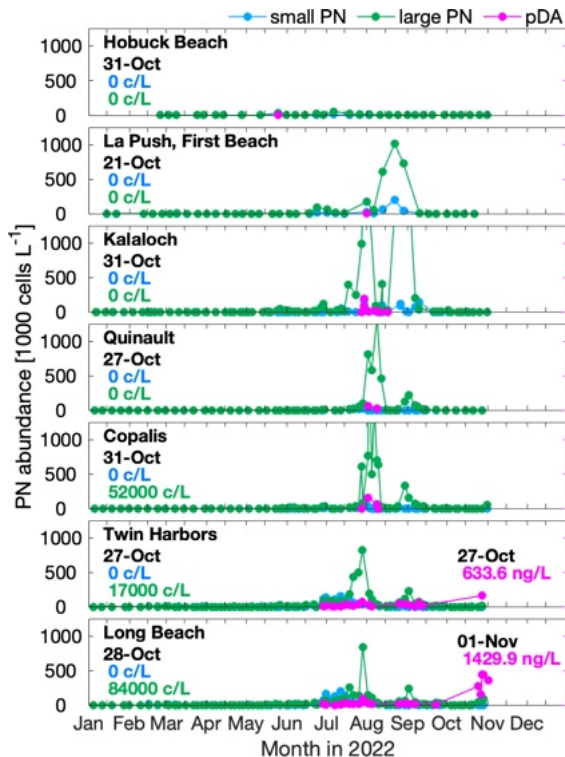 small PN large PN pDA
PN abundance [1000 cells L⁻¹]
1000
500
0
Hobuck Beach
31-Oct
0 c/L
0 c/L
1000
500
0
La Push, First Beach
21-Oct
0 c/L
0 c/L
1000
500
0
Kalaloch
31-Oct
0 c/L
0 c/L
1000
500
0
Quinault
27-Oct
0 c/L
0 c/L
1000
500
0
Copalis
31-Oct
0 c/L
52000 c/L
1000
500
0
Twin Harbors
27-Oct
0 c/L
17000 c/L
27-Oct
633.6 ng/L
1000
500
0
Long Beach
28-Oct
0 c/L
84000 c/L
01-Nov
1429.9 ng/L
Jan Feb Mar Apr May Jun Jul Aug Sep Oct Nov Dec
Month in 2022